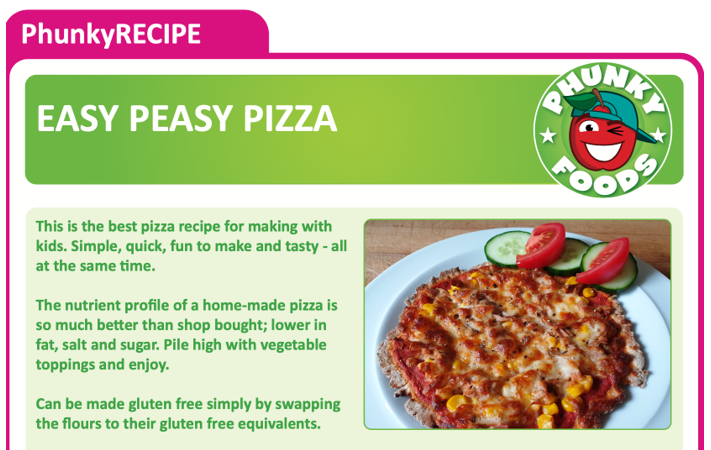 PhunkyRECIPE
EASY PEASY PIZZA
PHUNKY
FOODS
This is the best pizza recipe for making with
kids. Simple, quick, fun to make and tasty - all
at the same time.
The nutrient profile of a home-made pizza is
so much better than shop bought; lower in
fat, salt and sugar. Pile high with vegetable
toppings and enjoy.
Can be made gluten free simply by swapping
the flours to their gluten free equivalents.